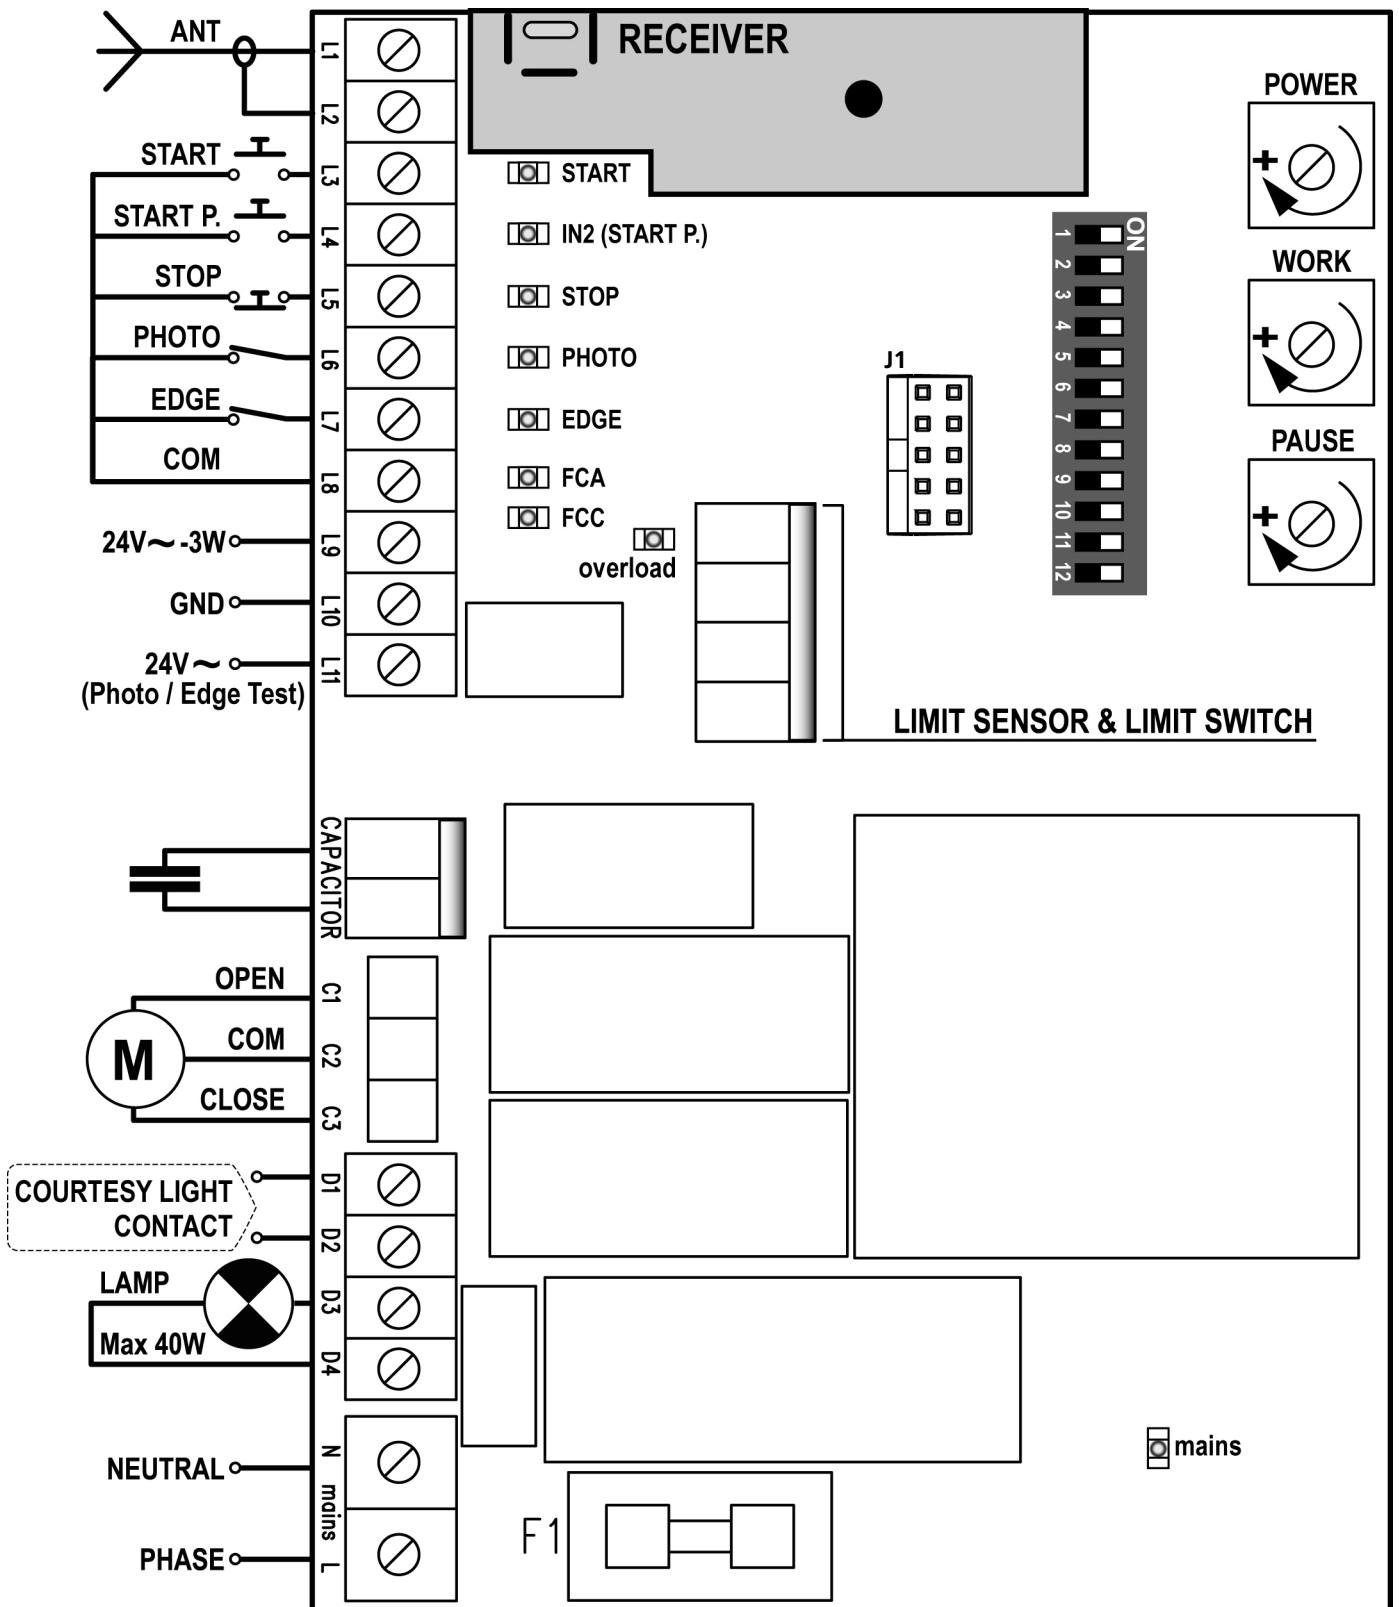 ANT
L1
RECEIVER
POWER
+
L2
START
L3
START
START P.
L4
IN2 (START P.)
ON
1
2
3
4
5
6
7
8
9
10
11
12
WORK
+
STOP
L5
STOP
PHOTO
L6
PHOTO
J1
EDGE
L7
EDGE
PAUSE
+
COM
L8
FCA
FCC
24V~ -3W
L9
overload
GND
L10
24V~
(Photo / Edge Test)
L11
LIMIT SENSOR & LIMIT SWITCH
CAPACITOR
OPEN
C1
M
COM
C2
CLOSE
C3
COURTESY LIGHT
CONTACT
D1
D2
LAMP
D3
Max 40W
D4
NEUTRAL
N
mains
L
mains
F1
PHASE